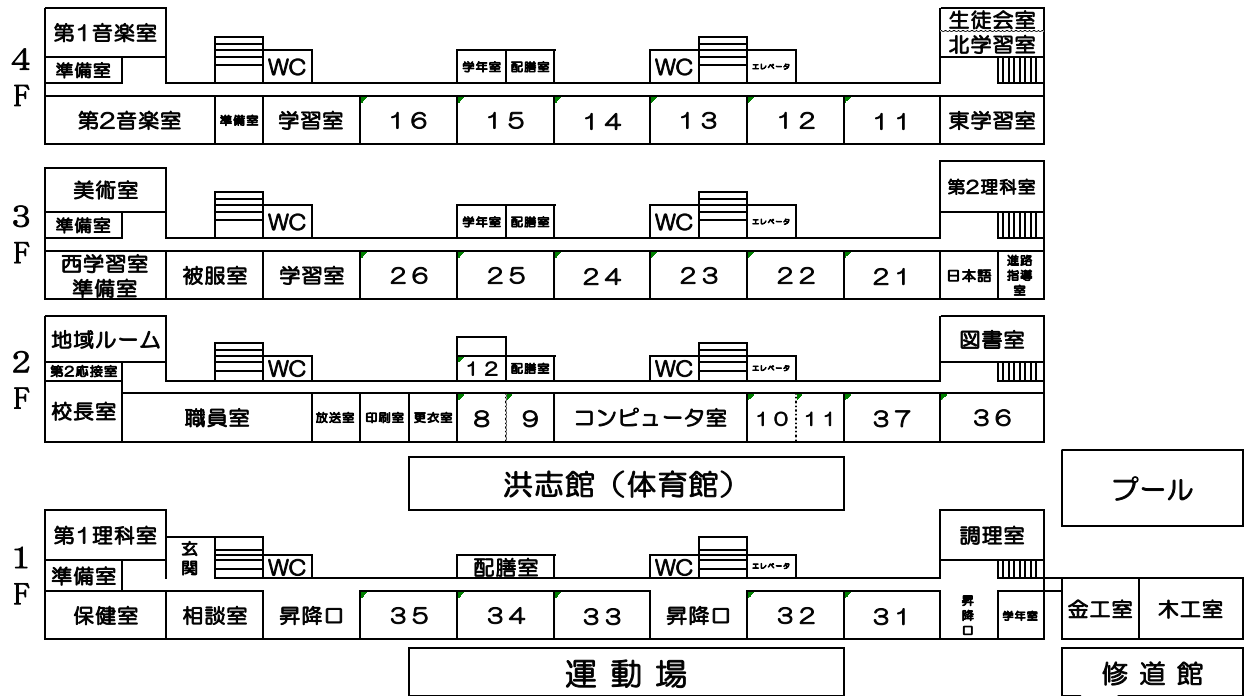 4F
第1音楽室
準備室
WC
学年室 配膳室
WC
エレベータ
生徒会室
北学習室
第2音楽室 準備室 学習室 16 15 14 13 12 11 東学習室
3F
美術室
準備室
WC
学年室 配膳室
WC
エレベータ
第2理科室
西学習室
準備室
被服室 学習室 26 25 24 23 22 21 日本語
進路
指導
室
2F
地域ルーム
第2応接室
WC
12 配膳室
WC
エレベータ
図書室
校長室 職員室 放送室 印刷室 更衣室 8 9 コンピュータ室 10 11 37 36
洪志館(体育館)
プール
1F
第1理科室
準備室
玄関
WC
配膳室
WC
エレベータ
調理室
保健室 相談室 昇降口 35 34 33 昇降口 32 31 昇降口 学年室 金工室 木工室
運動場
修道館